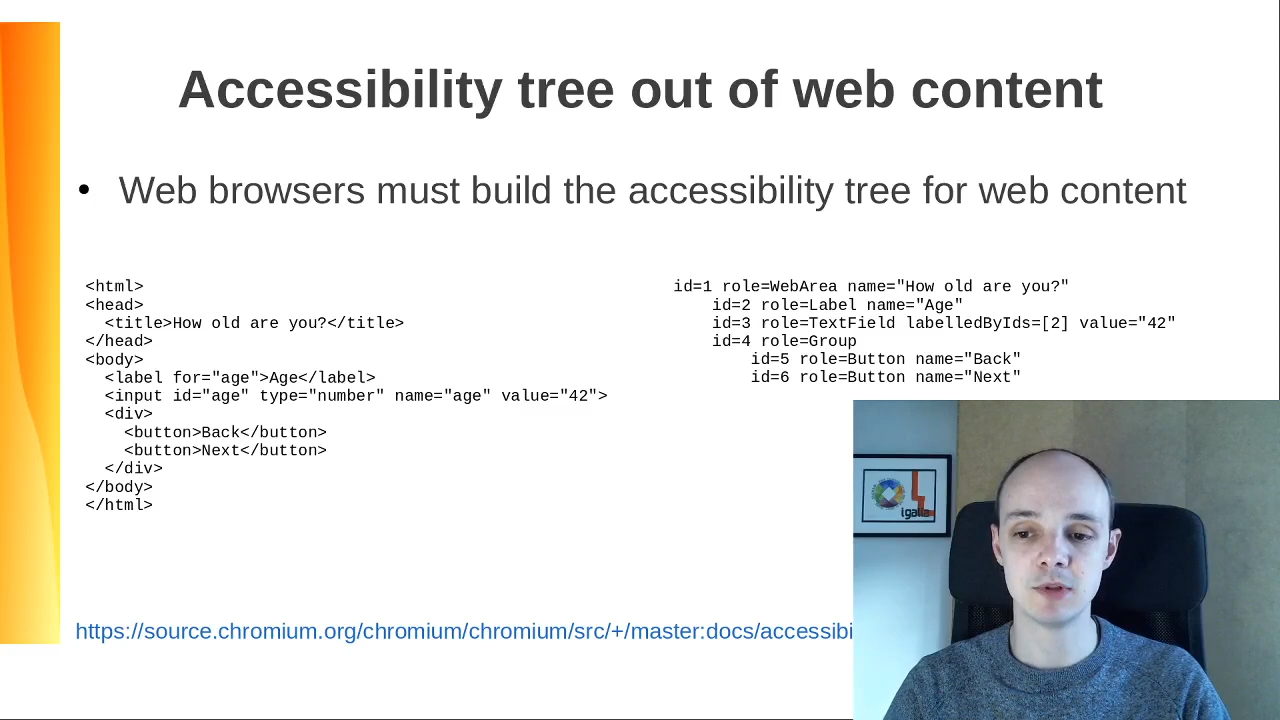 Accessibility tree out of web content
• Web browsers must build the accessibility tree for web content
<html>
<head>
  <title>How old are you?</title>
</head>
<body>
  <label for="age">Age</label>
  <input id="age" type="number" name="age" value="42">
  <div>
    <button>Back</button>
    <button>Next</button>
  </div>
</body>
</html>
id=1 role=WebArea name="How old are you?"
    id=2 role=Label name="Age"
    id=3 role=TextField labelledByIds=[2] value="42"
    id=4 role=Group
        id=5 role=Button name="Back"
        id=6 role=Button name="Next"
igalia
https://source.chromium.org/chromium/chromium/src/+/master:docs/accessibi